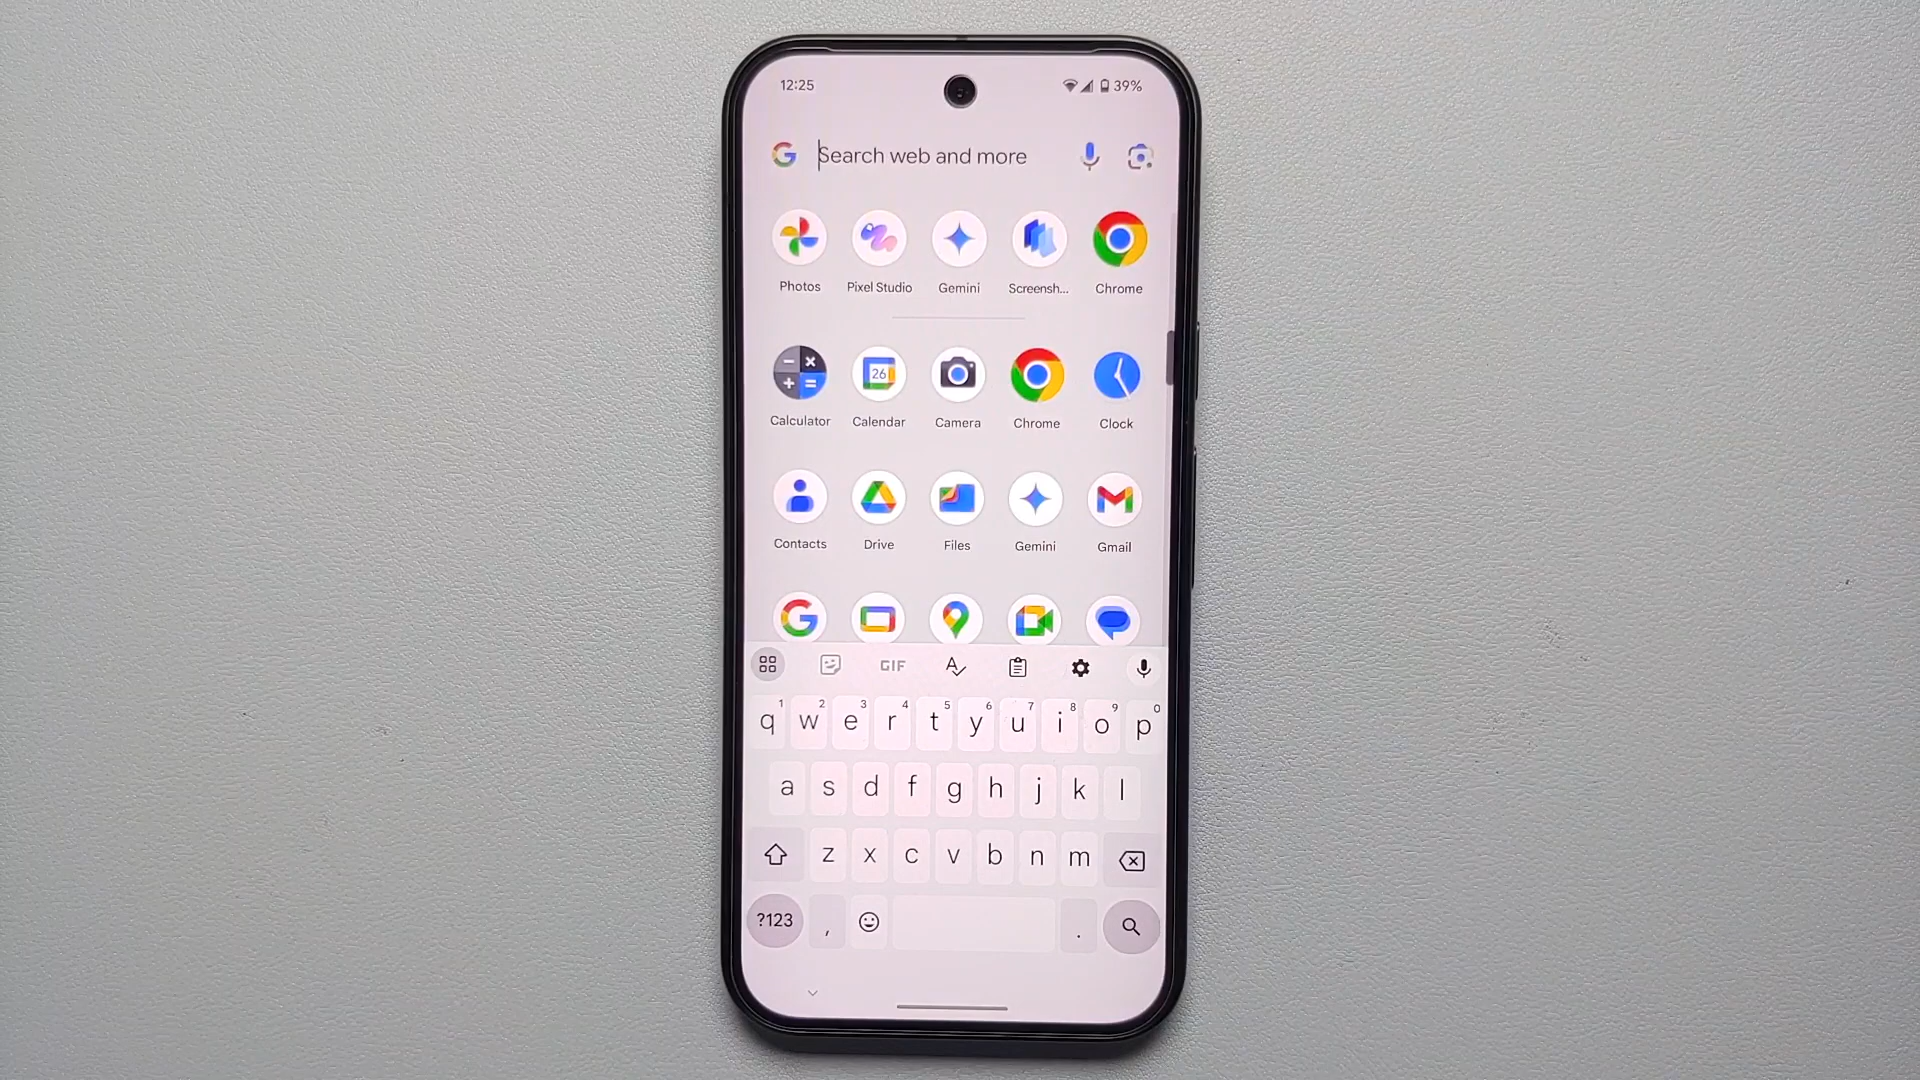 12:25 39%
Search web and more
Photos Pixel Studio Gemini Screensh... Chrome
26
Calculator Calendar Camera Chrome Clock
Contacts Drive Files Gemini Gmail
GIF
1 2 3 4 5 6 7 8 9 0
q w e r t y u i o p
a s d f g h j k l
z x c v b n m
?123 , .